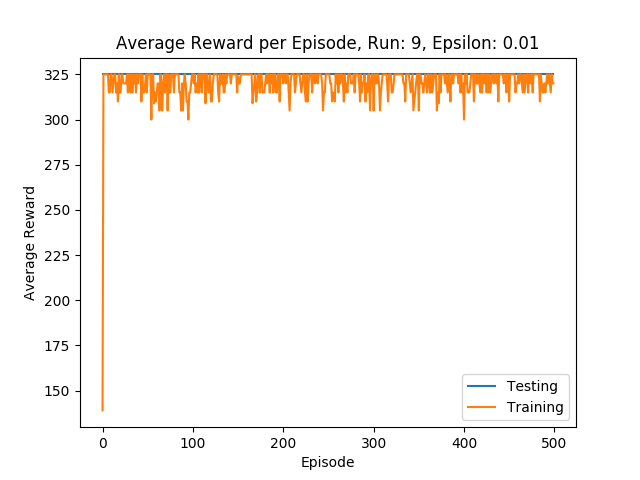 Average Reward per Episode, Run: 9, Epsilon: 0.01
Average Reward
325
300
275
250
225
200
175
150
0
100
200
300
400
500
Episode
Testing
Training